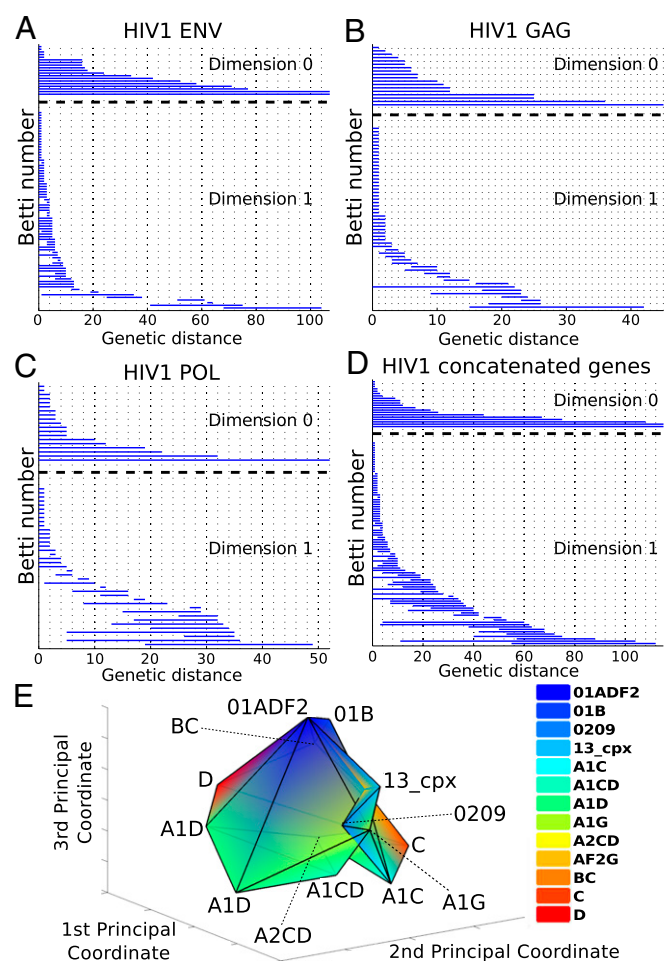 A
HIV1 ENV
Dimension 0
Betti number
Dimension 1
0 20 40 60 80 100
Genetic distance
B
HIV1 GAG
Dimension 0
Betti number
Dimension 1
0 10 20 30 40
Genetic distance
C
HIV1 POL
Dimension 0
Betti number
Dimension 1
0 10 20 30 40 50
Genetic distance
D
HIV1 concatenated genes
Dimension 0
Betti number
Dimension 1
0 20 40 60 80 100
Genetic distance
E
01ADF2
01B
BC
D
13_cpx
0209
A1D
C
A1D
A1CD
A1C
A1G
A2CD
3rd Principal
Coordinate
1st Principal
Coordinate
2nd Principal Coordinate
01ADF2
01B
0209
13_cpx
A1C
A1CD
A1D
A1G
A2CD
AF2G
BC
C
D